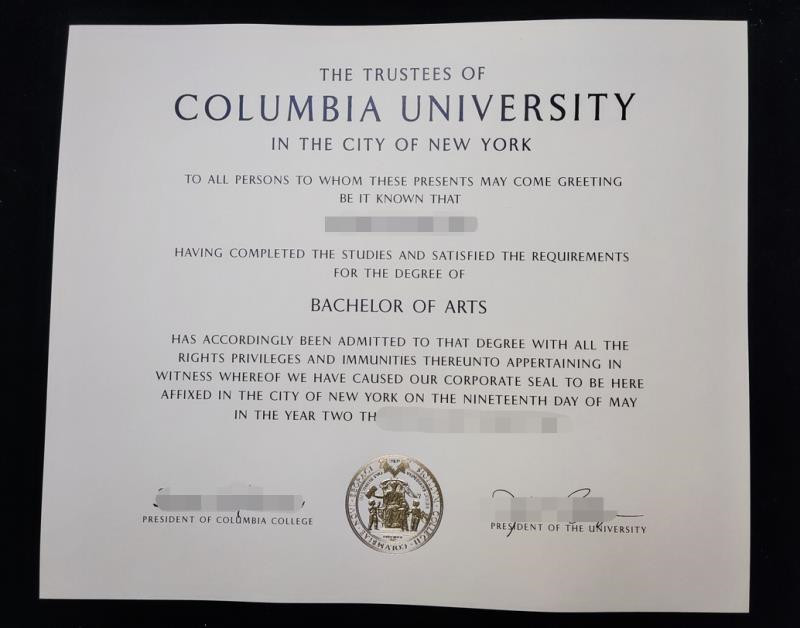 THE TRUSTEES OF
COLUMBIA UNIVERSITY
IN THE CITY OF NEW YORK
TO ALL PERSONS TO WHOM THESE PRESENTS MAY COME GREETING
BE IT KNOWN THAT
HAVING COMPLETED THE STUDIES AND SATISFIED THE REQUIREMENTS
FOR THE DEGREE OF
BACHELOR OF ARTS
HAS ACCORDINGLY BEEN ADMITTED TO THAT DEGREE WITH ALL THE
RIGHTS PRIVILEGES AND IMMUNITIES THEREUNTO APPERTAINING IN
WITNESS WHEREOF WE HAVE CAUSED OUR CORPORATE SEAL TO BE HERE
AFFIXED IN THE CITY OF NEW YORK ON THE NINETEENTH DAY OF MAY
IN THE YEAR TWO
PRESIDENT OF COLUMBIA COLLEGE
PRESIDENT OF THE UNIVERSITY